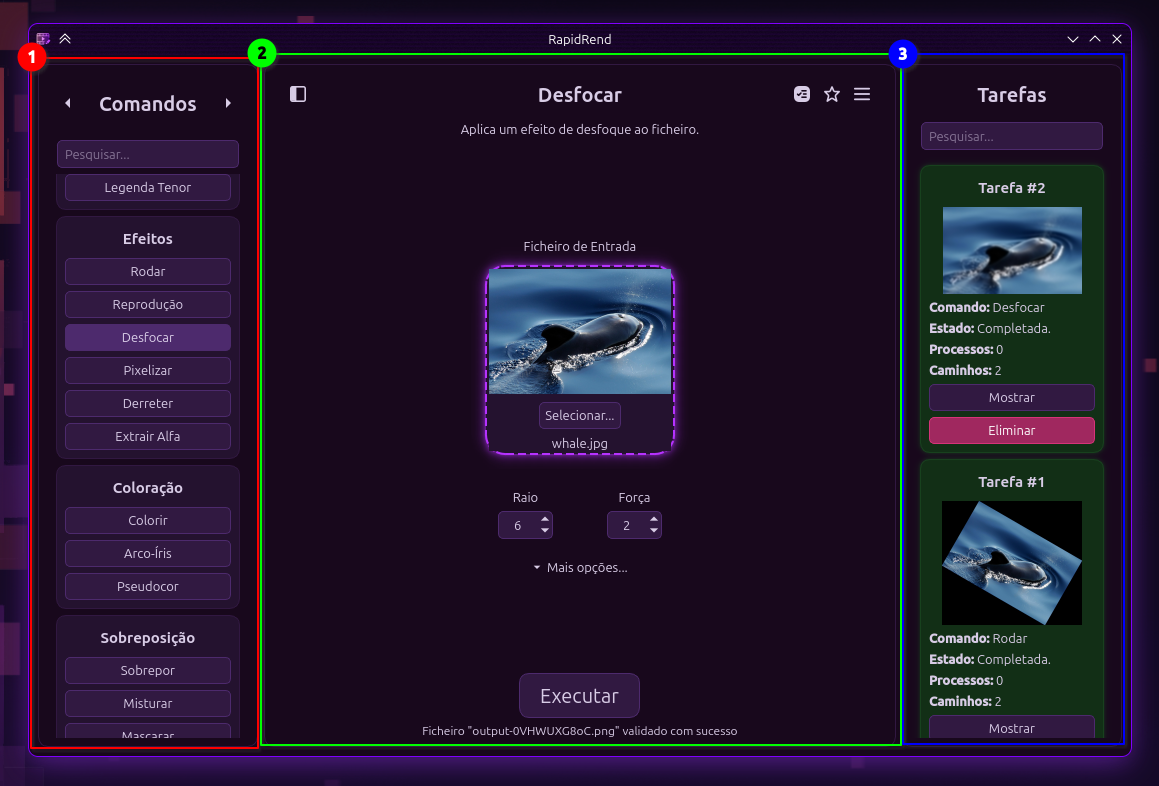 RapidRend
1
2
3
Comandos
Pesquisar...
Legenda Tenor
Efeitos
Rodar
Reprodução
Desfocar
Pixelizar
Derreter
Extrair Alfa
Coloração
Colorir
Arco-Íris
Pseudocor
Sobreposição
Sobrepor
Misturar
Mascarar
Desfocar
Aplica um efeito de desfoque ao ficheiro.
Ficheiro de Entrada
Selecionar...
whale.jpg
Raio Força
6 2
Mais opções...
Executar
Ficheiro "output-0VHWUXG8oC.png" validado com sucesso
Tarefas
Pesquisar...
Tarefa #2
Comando: Desfocar
Estado: Completada.
Processos: 0
Caminhos: 2
Mostrar
Eliminar
Tarefa #1
Comando: Rodar
Estado: Completada.
Processos: 0
Caminhos: 2
Mostrar